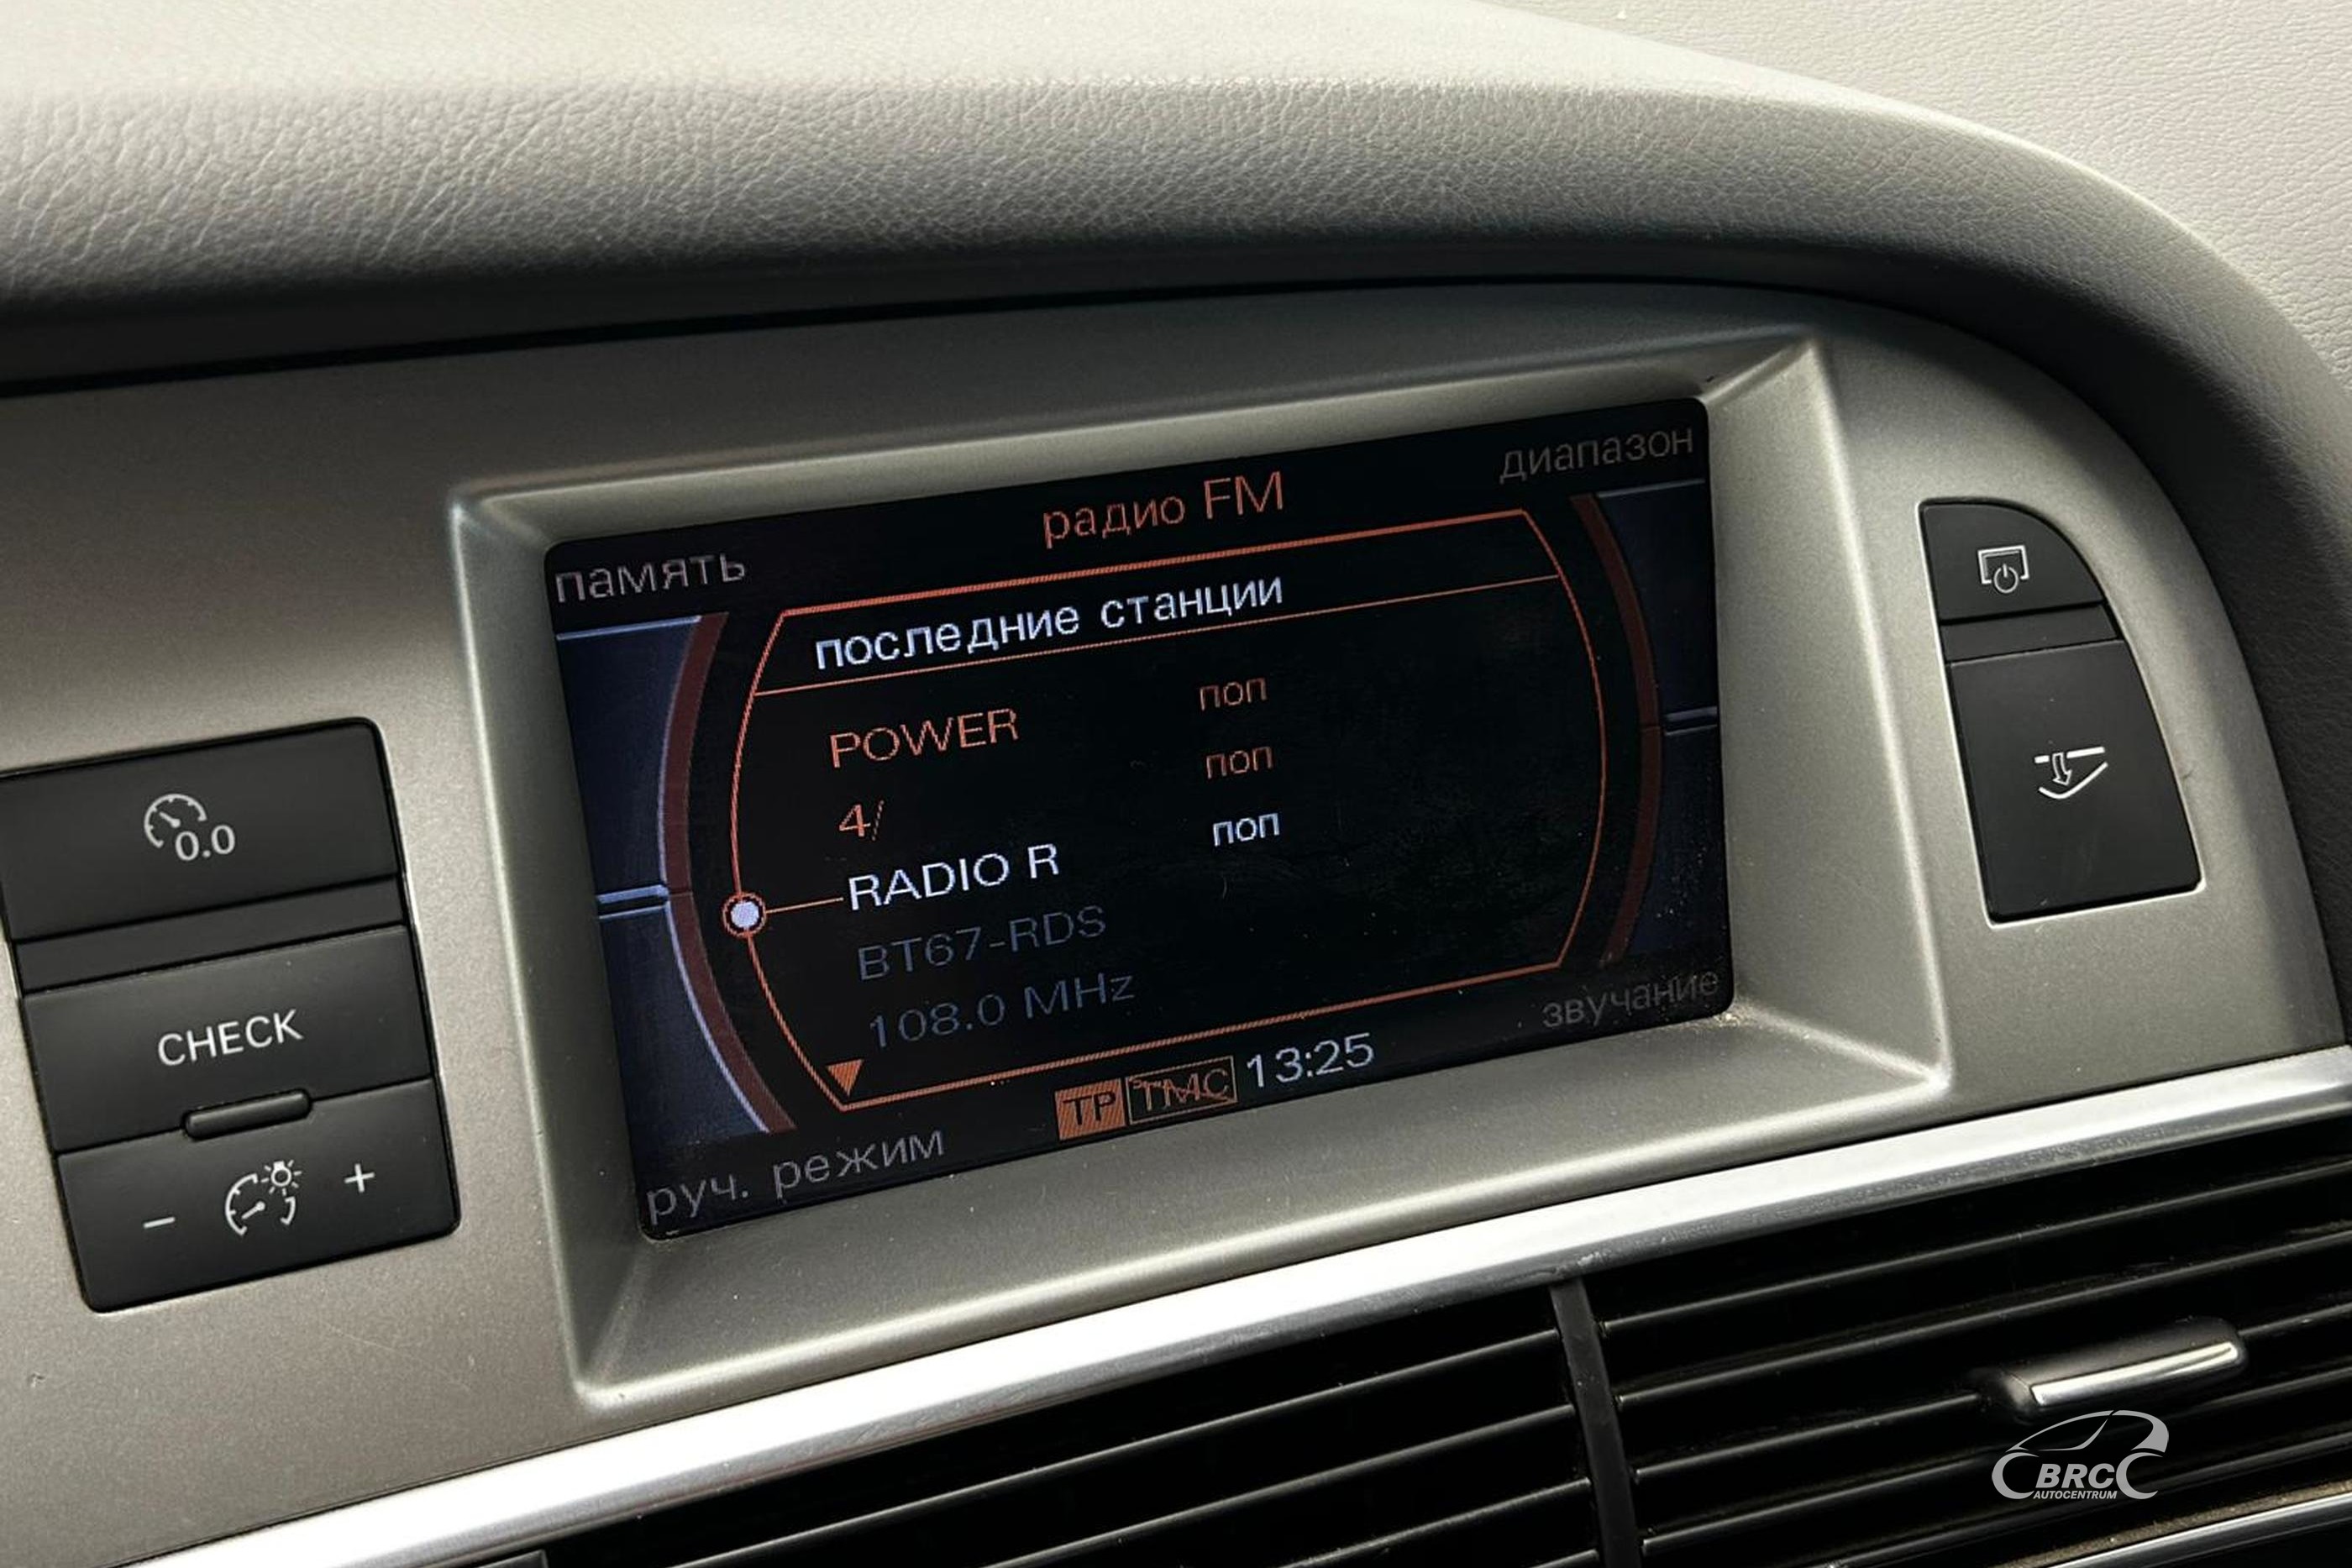 диапазон
радио FM
память
последние станции
POWER поп
4/ поп
RADIO R поп
BT67-RDS
108.0 MHz
звучание
TP TMC 13:25
руч. режим
0.0
CHECK
- +
BRC
AUTOCENTRUM